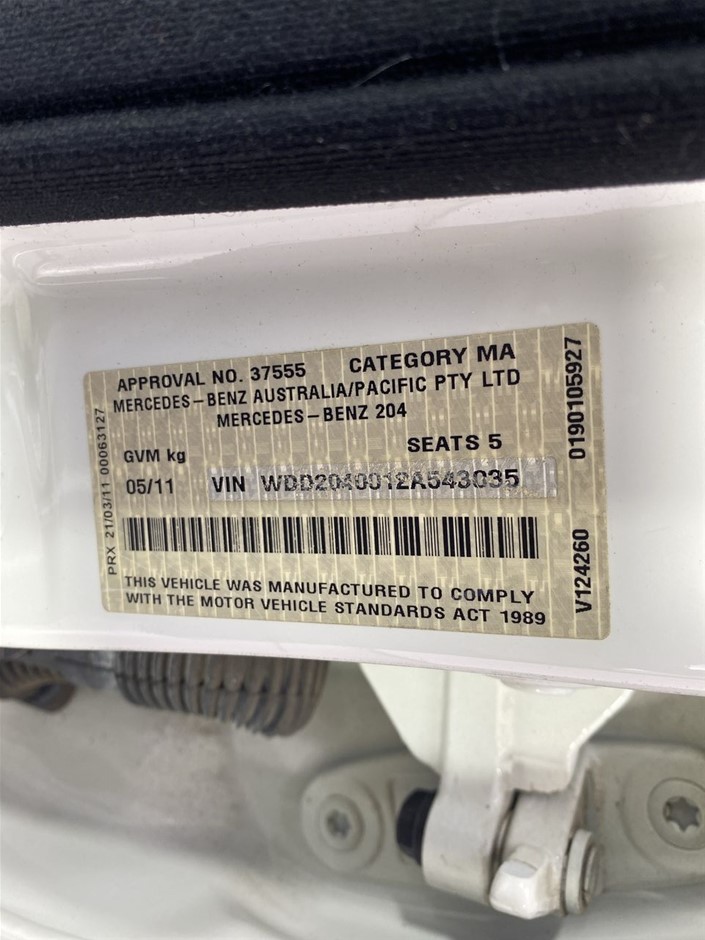 APPROVAL NO. 37555 CATEGORY MA
MERCEDES-BENZ AUSTRALIA/PACIFIC PTY LTD
MERCEDES-BENZ 204
GVM kg SEATS 5
05/11 VIN WDD2040012A543035
THIS VEHICLE WAS MANUFACTURED TO COMPLY
WITH THE MOTOR VEHICLE STANDARDS ACT 1989
PRX 21/03/11 00063127
0190105927
V124260